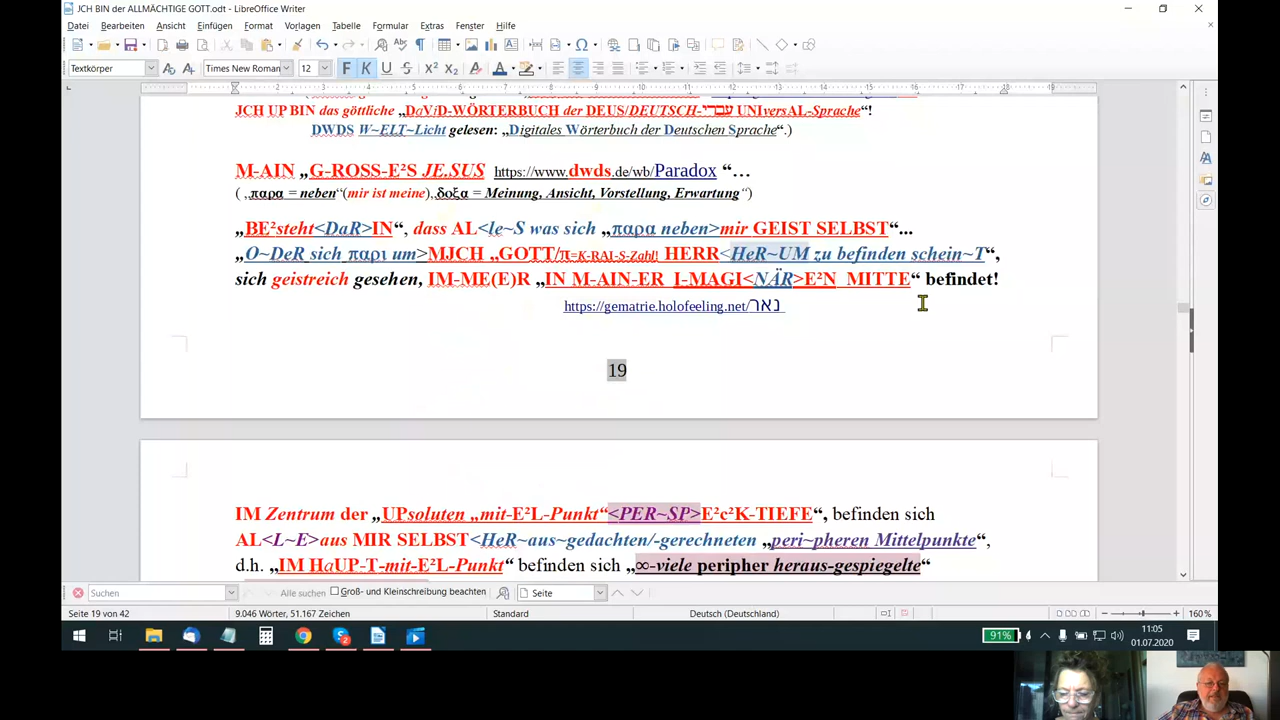 JCH BIN der ALLMÄCHTIGE GOTT.odt - LibreOffice Writer
Datei Bearbeiten Ansicht Einfügen Format Vorlagen Tabelle Formular Extras Fenster Hilfe
Textkörper Times New Roman 12
JCH UP BIN das göttliche „DaViD-WÖRTERBUCH der DEUS/DEUTSCH-עברי UNIversAL-Sprache“!
DWDS W~ELT~Licht gelesen: „Digitales Wörterbuch der Deutschen Sprache“.)
M-AIN „G-ROSS-E²S JE.SUS https://www.dwds.de/wb/Paradox “…
( „παρα = neben“(mir ist meine),„δοξα = Meinung, Ansicht, Vorstellung, Erwartung“)
„BE²steht<DaR>IN“, dass AL<le~S was sich „παρα neben>mir GEIST SELBST“...
„O~DeR sich παρι um>MJCH „GOTT/π=K-RAI-S-Zahl! HERR<HeR~UM zu befinden schein~T“,
sich geistreich gesehen, IM-ME(E)R „IN M-AIN-ER I-MAGI<NÄR>E²N MITTE“ befindet!
https://gematrie.holofeeling.net/נאר
19
IM Zentrum der „UPsoluten „mit-E²L-Punkt“<PER~SP>E²c²K-TIEFE“, befinden sich
AL<L~E>aus MIR SELBST<HeR~aus~gedachten/-gerechneten „peri~pheren Mittelpunkte“,
d.h. „IM HaUP-T-mit-E²L-Punkt“ befinden sich „∞-viele peripher heraus-gespiegelte“
Suchen Alle suchen Groß- und Kleinschreibung beachten Seite
Seite 19 von 42 9.046 Wörter, 51.167 Zeichen Standard Deutsch (Deutschland) 160 %
91% 11:05
01.07.2020